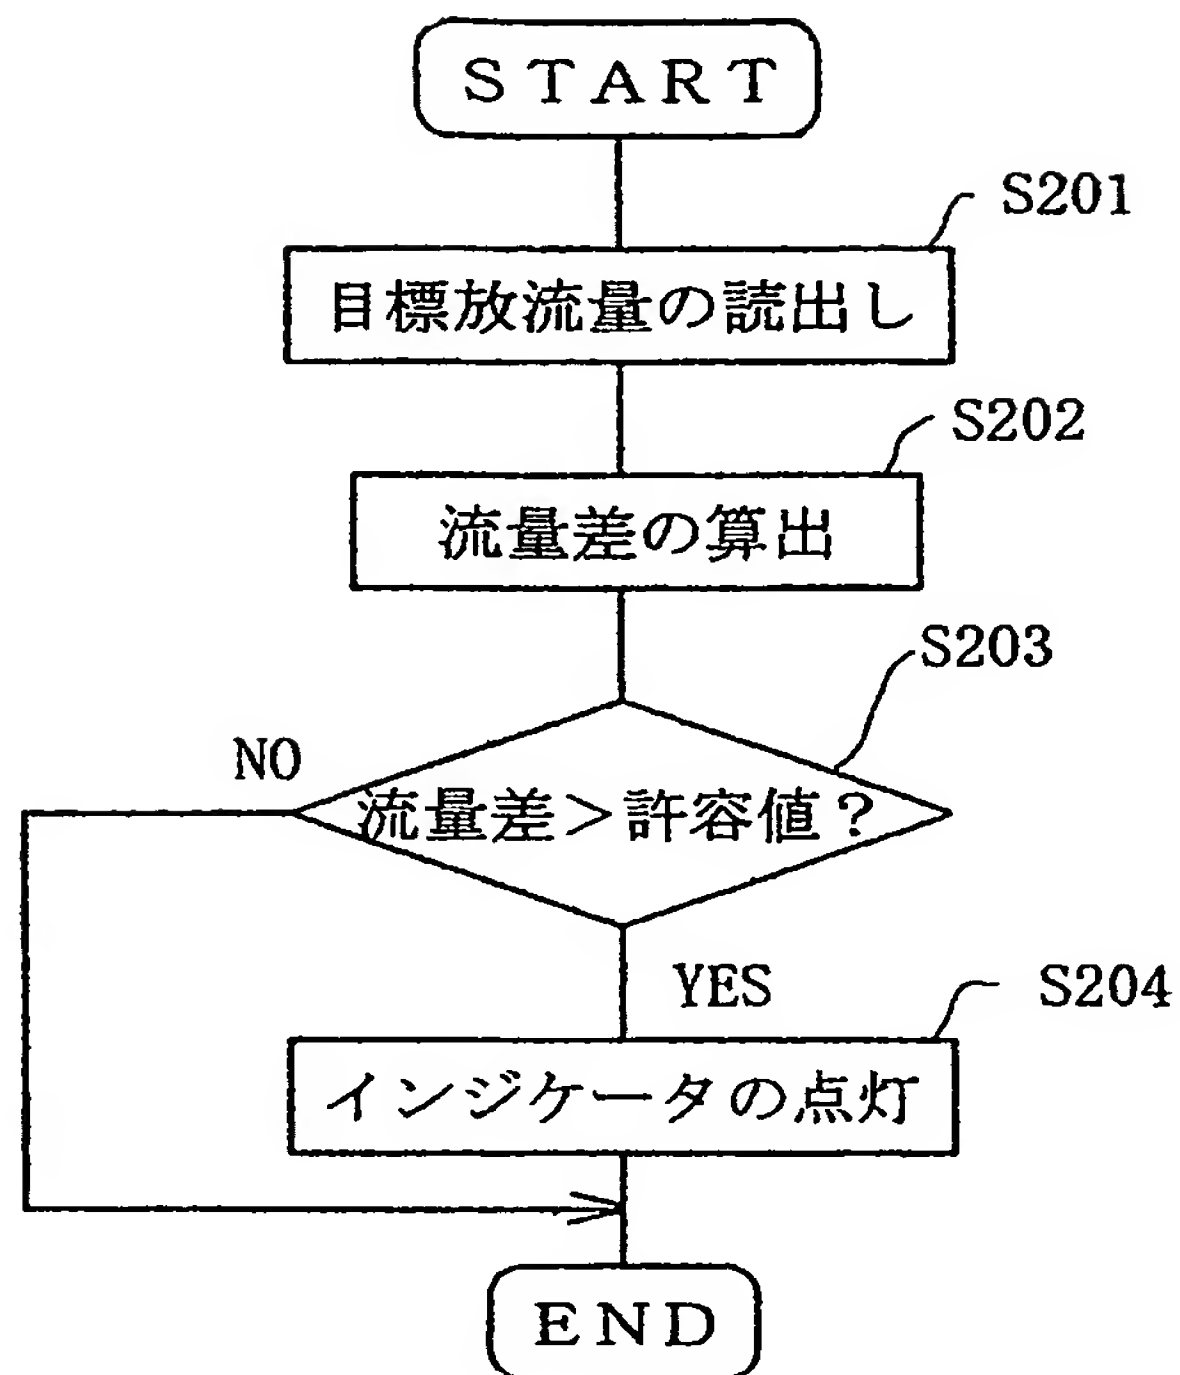 START
S201
目標放流量の読出し
S202
流量差の算出
S203
NO
流量差＞許容値？
YES
S204
インジケータの点灯
END